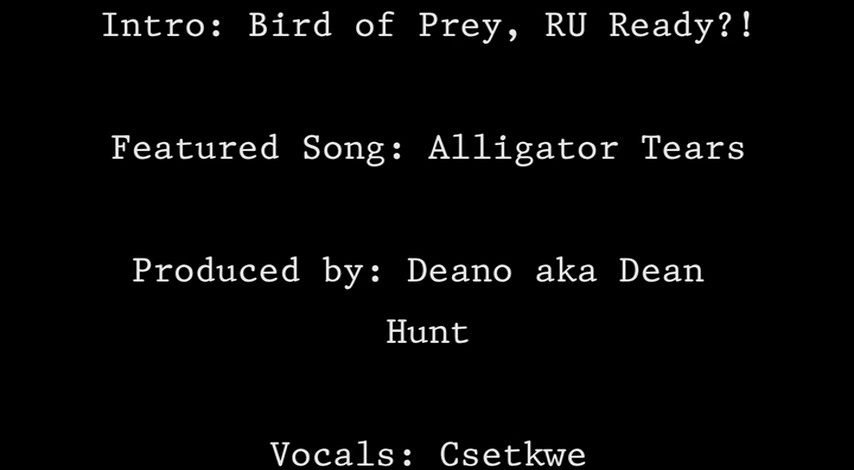 Intro: Bird of Prey, RU Ready?!
Featured Song: Alligator Tears
Produced by: Deano aka Dean
Hunt
Vocals: Csetkwe